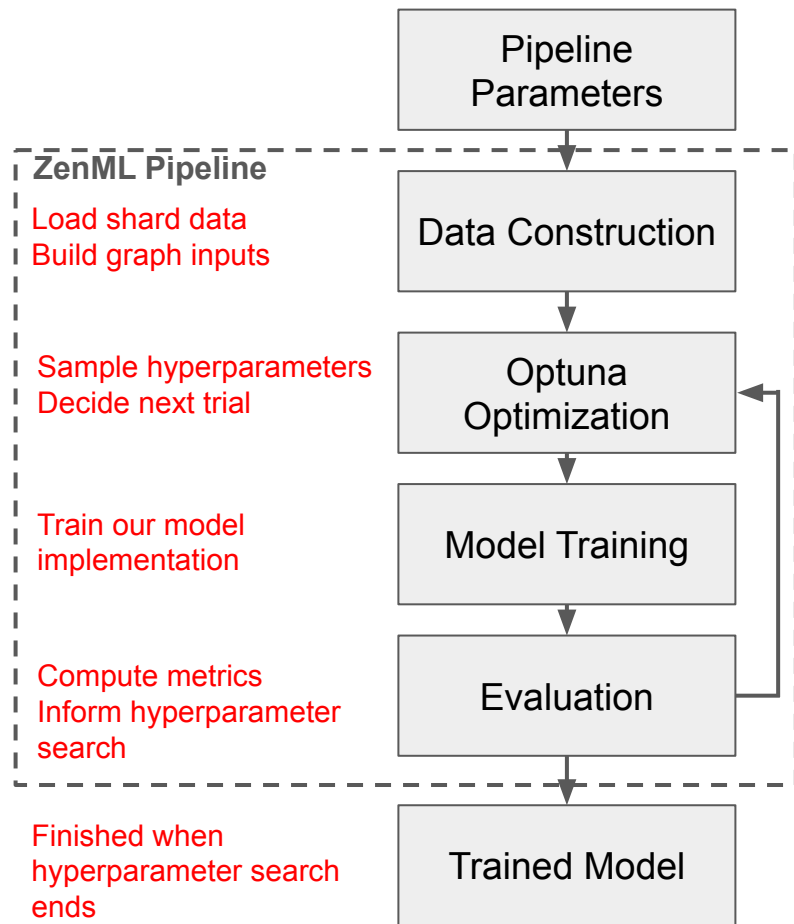 Pipeline
Parameters
ZenML Pipeline
Load shard data
Build graph inputs
Data Construction
Sample hyperparameters
Decide next trial
Optuna
Optimization
Train our model
implementation
Model Training
Compute metrics
Inform hyperparameter
search
Evaluation
Finished when
hyperparameter search
ends
Trained Model